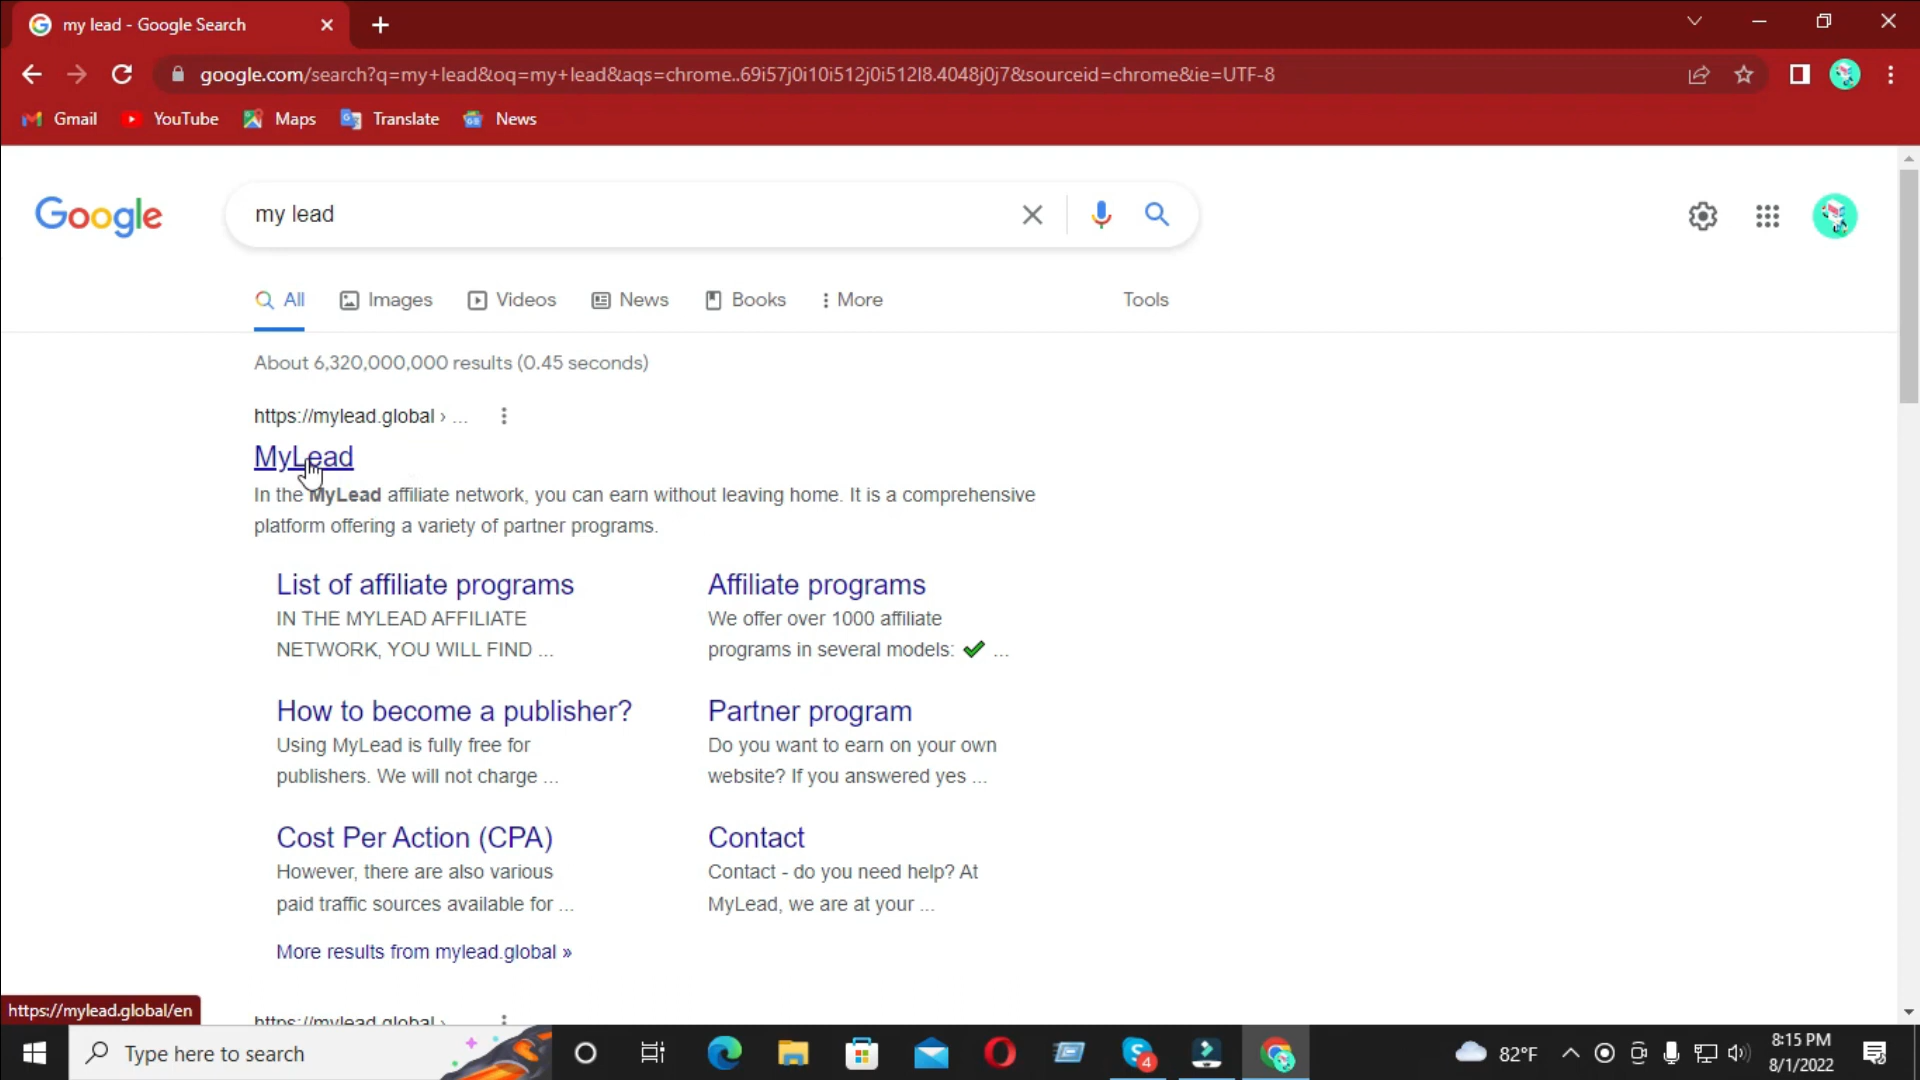 my lead - Google Search
google.com/search?q=my+lead&oq=my+lead&aqs=chrome..69i57j0i10i512j0i512l8.4048j0j7&sourceid=chrome&ie=UTF-8
Gmail YouTube Maps Translate News
Google my lead
All Images Videos News Books More Tools
About 6,320,000,000 results (0.45 seconds)
https://mylead.global › ...
MyLead
In the MyLead affiliate network, you can earn without leaving home. It is a comprehensive
platform offering a variety of partner programs.
List of affiliate programs
IN THE MYLEAD AFFILIATE
NETWORK, YOU WILL FIND ...
Affiliate programs
We offer over 1000 affiliate
programs in several models: ✔ ...
How to become a publisher?
Using MyLead is fully free for
publishers. We will not charge ...
Partner program
Do you want to earn on your own
website? If you answered yes ...
Cost Per Action (CPA)
However, there are also various
paid traffic sources available for ...
Contact
Contact - do you need help? At
MyLead, we are at your ...
More results from mylead.global »
https://mylead.global ›
https://mylead.global/en
Type here to search
4
82°F
8:15 PM
8/1/2022